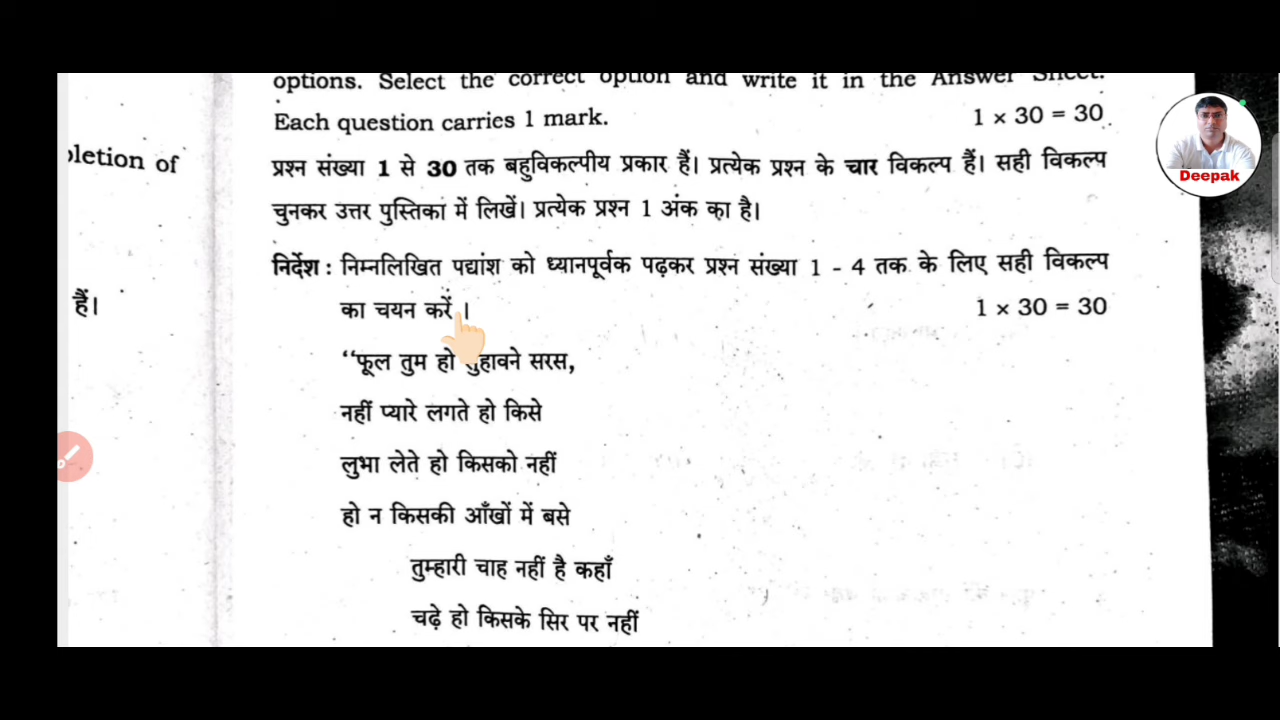 options. Select the correct option and write it in the Answer Sheet.
Each question carries 1 mark.
1 × 30 = 30
pletion of
Deepak
प्रश्न संख्या 1 से 30 तक बहुविकल्पीय प्रकार हैं। प्रत्येक प्रश्न के चार विकल्प हैं। सही विकल्प
चुनकर उत्तर पुस्तिका में लिखें। प्रत्येक प्रश्न 1 अंक का है।
निर्देश : निम्नलिखित पद्यांश को ध्यानपूर्वक पढ़कर प्रश्न संख्या 1 - 4 तक के लिए सही विकल्प
हैं।
का चयन करें ।
1 × 30 = 30
“फूल तुम हो सुहावने सरस,
नहीं प्यारे लगते हो किसे
लुभा लेते हो किसको नहीं
हो न किसकी आँखों में बसे
तुम्हारी चाह नहीं है कहाँ
चढ़े हो किसके सिर पर नहीं